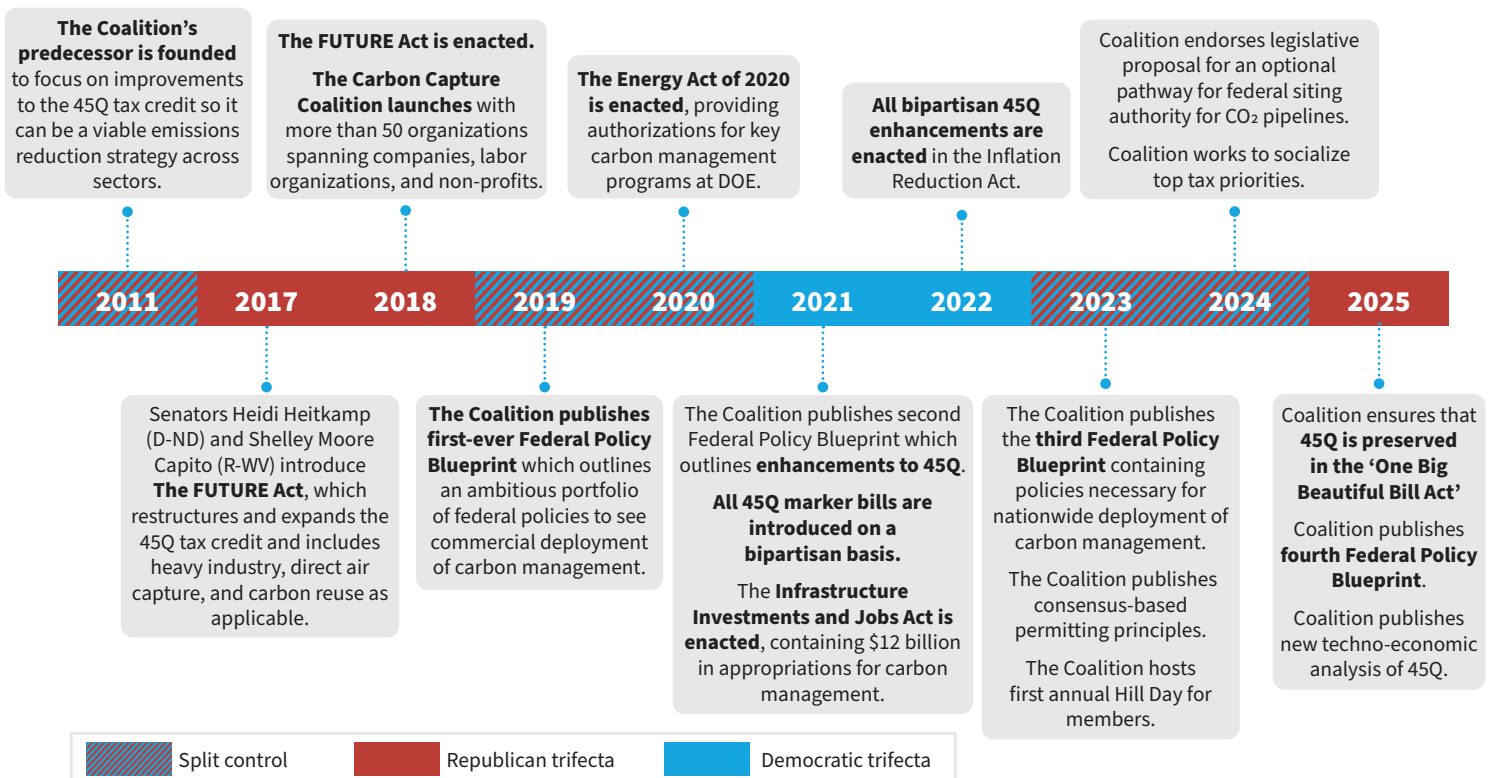 The Coalition's
predecessor is founded
to focus on improvements
to the 45Q tax credit so it
can be a viable emissions
reduction strategy across
sectors.
The FUTURE Act is enacted.
The Carbon Capture
Coalition launches with
more than 50 organizations
spanning companies, labor
organizations, and non-profits.
The Energy Act of 2020
is enacted, providing
authorizations for key
carbon management
programs at DOE.
All bipartisan 45Q
enhancements are
enacted in the Inflation
Reduction Act.
Coalition endorses legislative
proposal for an optional
pathway for federal siting
authority for CO₂ pipelines.
Coalition works to socialize
top tax priorities.
2011 2017 2018 2019 2020 2021 2022 2023 2024 2025
Senators Heidi Heitkamp
(D-ND) and Shelley Moore
Capito (R-WV) introduce
The FUTURE Act, which
restructures and expands the
45Q tax credit and includes
heavy industry, direct air
capture, and carbon reuse as
applicable.
The Coalition publishes
first-ever Federal Policy
Blueprint which outlines
an ambitious portfolio
of federal policies to see
commercial deployment
of carbon management.
The Coalition publishes second
Federal Policy Blueprint which
outlines enhancements to 45Q.
All 45Q marker bills are
introduced on a
bipartisan basis.
The Infrastructure
Investments and Jobs Act is
enacted, containing $12 billion
in appropriations for carbon
management.
The Coalition publishes
the third Federal Policy
Blueprint containing
policies necessary for
nationwide deployment of
carbon management.
The Coalition publishes
consensus-based
permitting principles.
The Coalition hosts
first annual Hill Day for
members.
Coalition ensures that
45Q is preserved
in the ‘One Big
Beautiful Bill Act’
Coalition publishes
fourth Federal Policy
Blueprint.
Coalition publishes
new techno-economic
analysis of 45Q.
Split control
Republican trifecta
Democratic trifecta